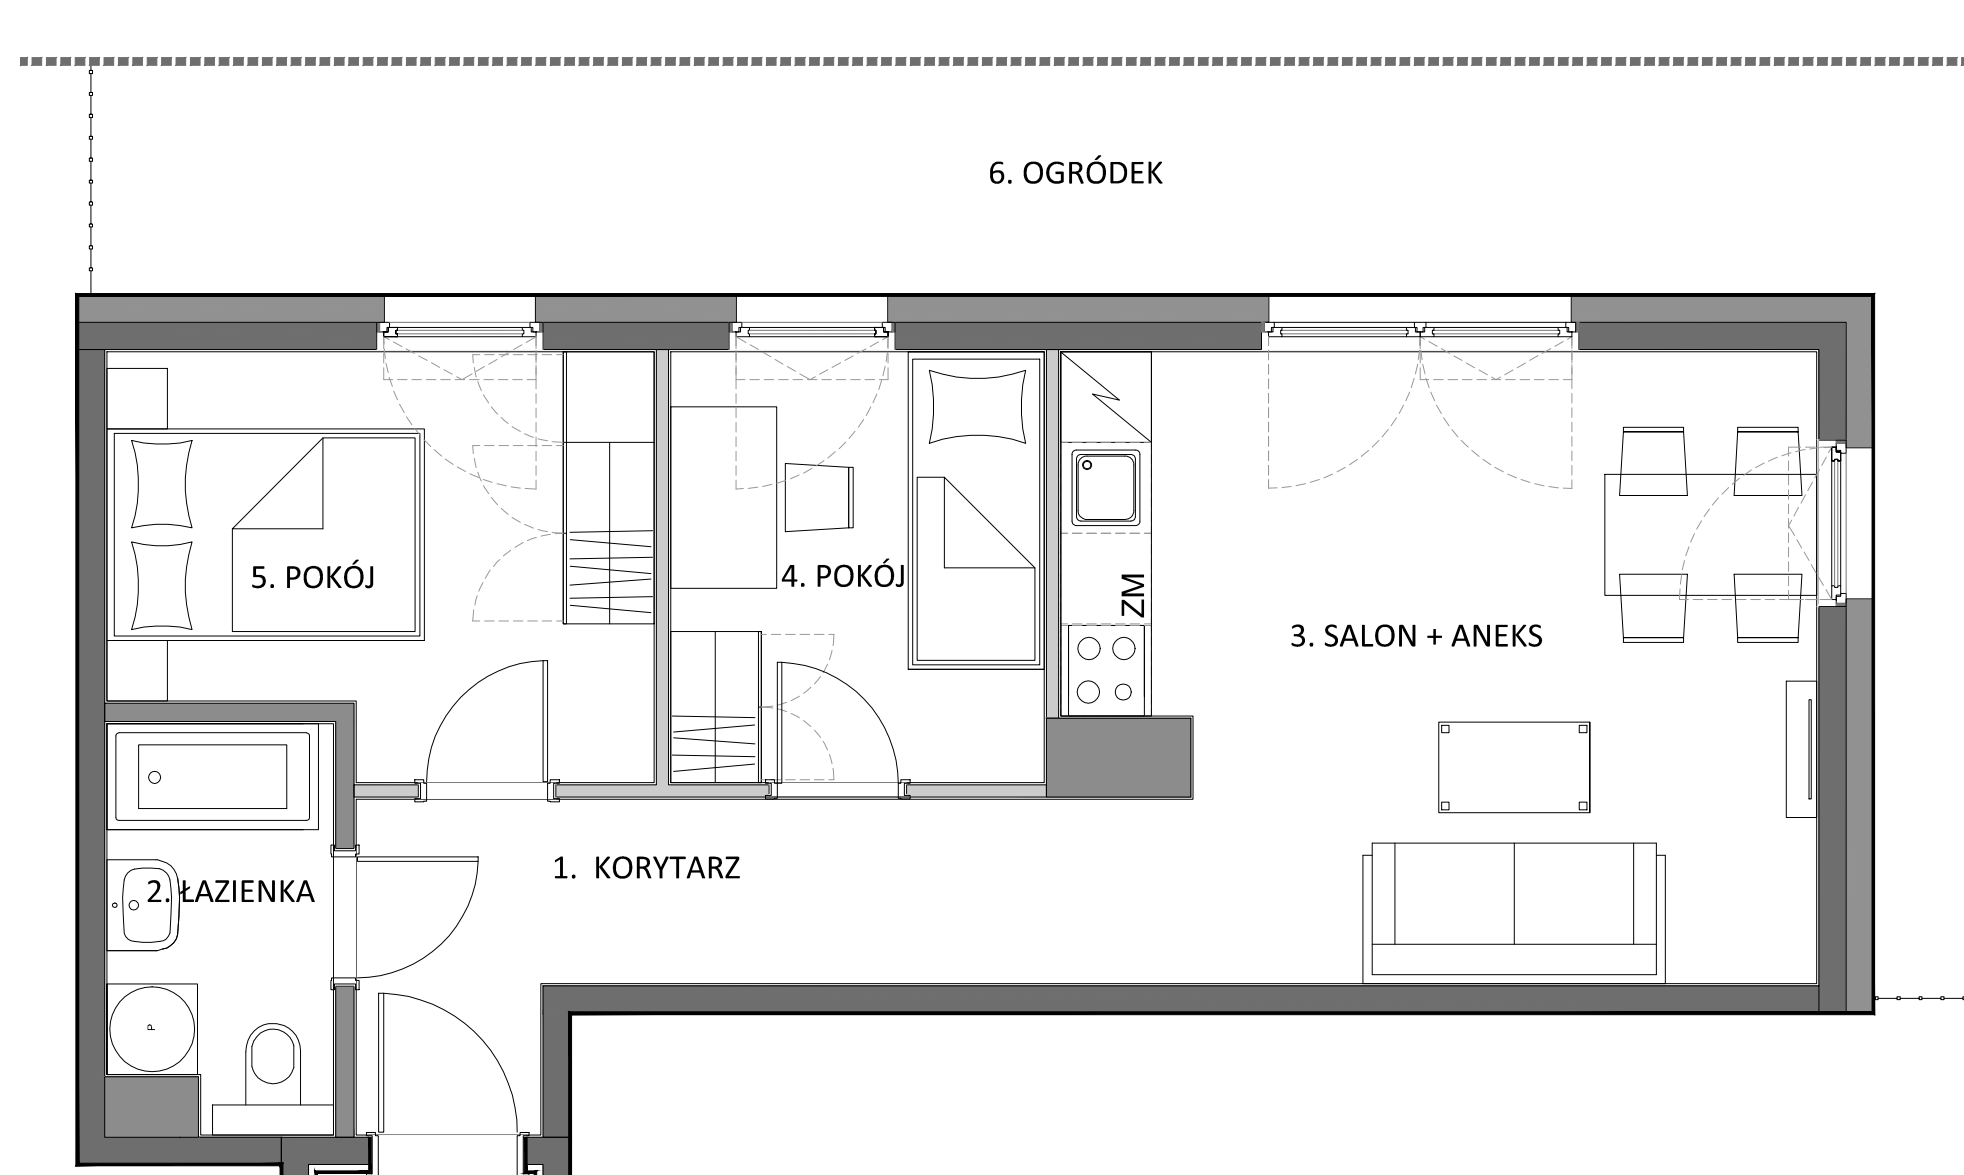 6. OGRÓDEK
5. POKÓJ
4. POKÓJ
ZM
3. SALON + ANEKS
1. KORYTARZ
2. ŁAZIENKA
P